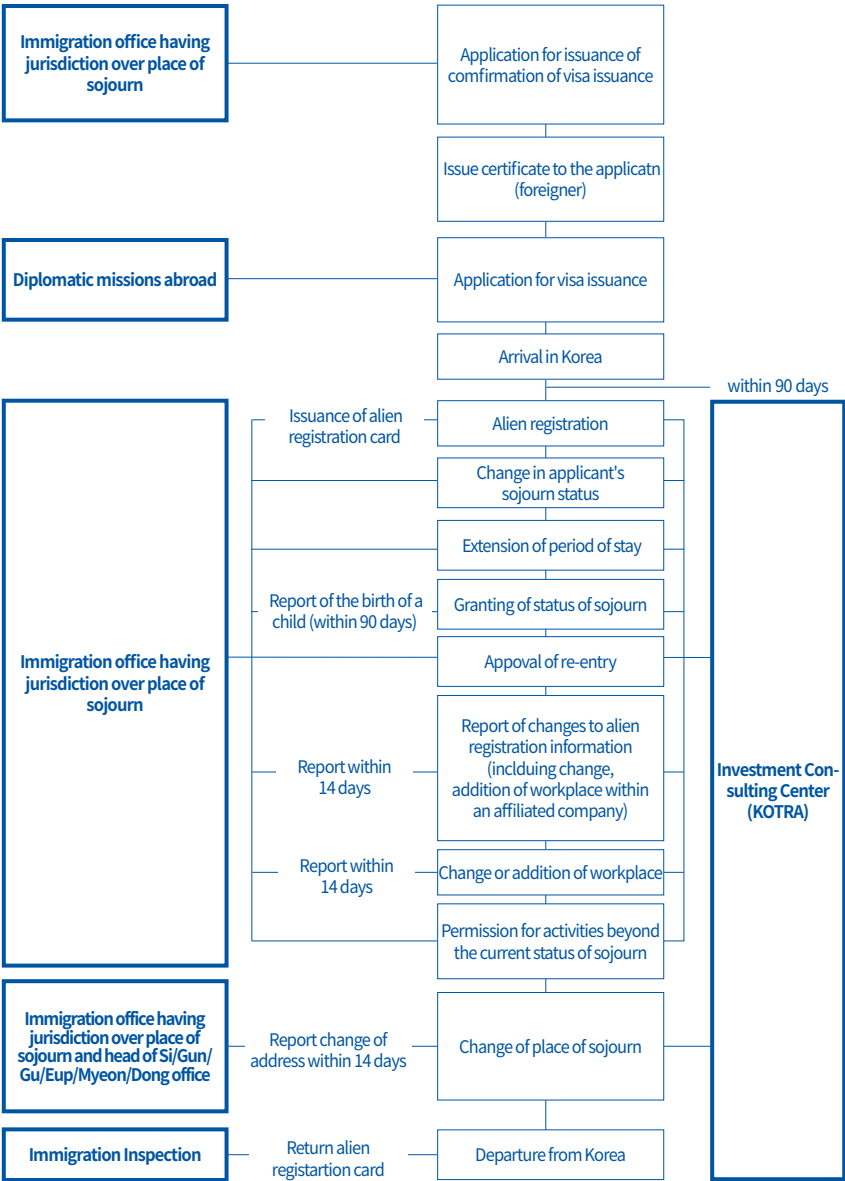 Immigration office having
jurisdiction over place of
sojourn
Application for issuance of
comfirmation of visa issuance
Issue certificate to the applicatn
(foreigner)
Diplomatic missions abroad
Application for visa issuance
Arrival in Korea
within 90 days
Issuance of alien
registration card
Alien registration
Change in applicant's
sojourn status
Extension of period of stay
Report of the birth of a
child (within 90 days)
Granting of status of sojourn
Immigration office having
jurisdiction over place of
sojourn
Appoval of re-entry
Report within
14 days
Report of changes to alien
registration information
(inclduing change,
addition of workplace within
an affiliated company)
Investment Con-
sulting Center
(KOTRA)
Report within
14 days
Change or addition of workplace
Permission for activities beyond
the current status of sojourn
Immigration office having
jurisdiction over place of
sojourn and head of Si/Gun/
Gu/Eup/Myeon/Dong office
Report change of
address within 14 days
Change of place of sojourn
Immigration Inspection
Return alien
registartion card
Departure from Korea